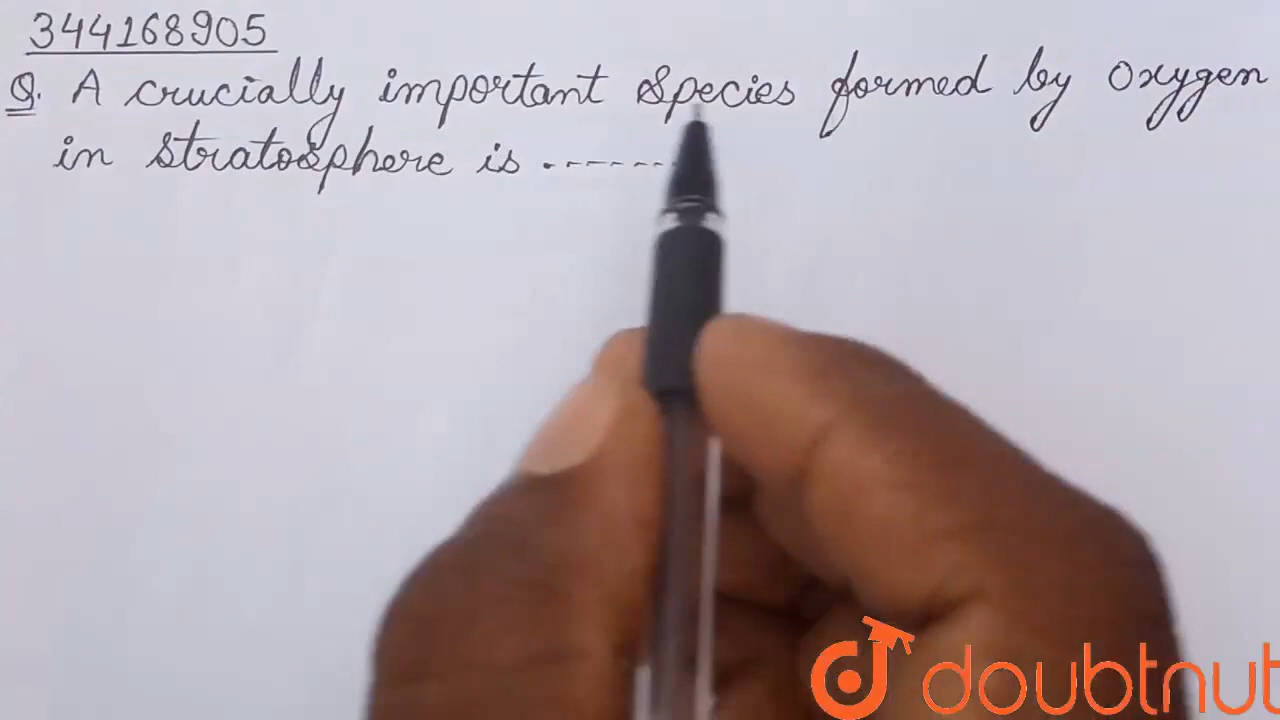 344168905
Q. A crucially important species formed by oxygen
in stratosphere is .------
doubtnut